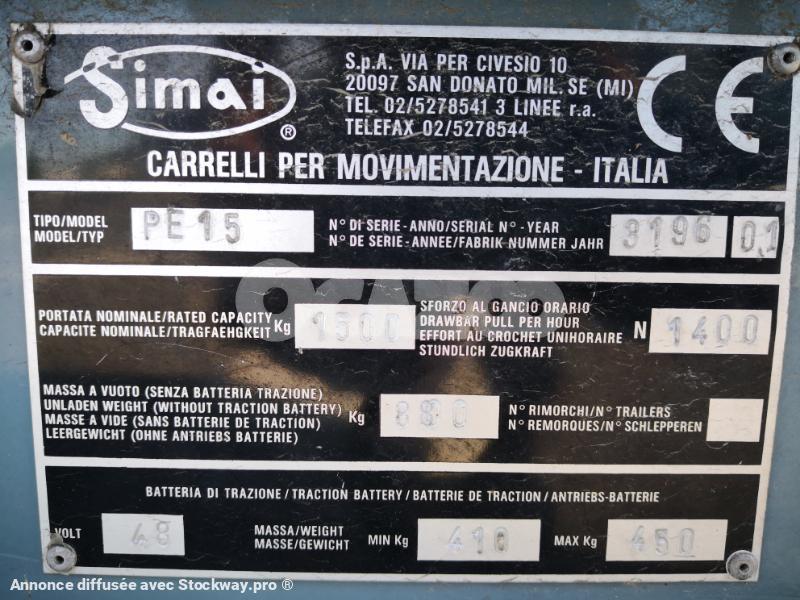 Simai ®
S.p.A. VIA PER CIVESIO 10
20097 SAN DONATO MIL.SE (MI)
TEL. 02/5278541 3 LINEE r.a.
TELEFAX 02/5278544
CE
CARRELLI PER MOVIMENTAZIONE - ITALIA
TIPO/MODEL
MODEL/TYP
PE15
N° DI SERIE - ANNO/SERIAL N° - YEAR
N° DE SERIE - ANNEE/FABRIK NUMMER JAHR
3196 01
PORTATA NOMINALE/RATED CAPACITY
CAPACITE NOMINALE/TRAGFAEHGKEIT Kg
1500
SFORZO AL GANCIO ORARIO
DRAWBAR PULL PER HOUR
EFFORT AU CROCHET UNIHORAIRE
STUNDLICH ZUGKRAFT
N 1400
MASSA A VUOTO (SENZA BATTERIA TRAZIONE)
UNLADEN WEIGHT (WITHOUT TRACTION BATTERY)
MASSE A VIDE (SANS BATTERIE DE TRACTION)
LEERGEWICHT (OHNE ANTRIEBS BATTERIE)
Kg 880
N° RIMORCHI/N° TRAILERS
N° REMORQUES/N° SCHLEPPEREN
BATTERIA DI TRAZIONE/TRACTION BATTERY/BATTERIE DE TRACTION/ANTRIEBS-BATTERIE
VOLT 48
MASSA/WEIGHT
MASSE/GEWICHT
MIN Kg 410
MAX Kg 450
Annonce diffusée avec Stockway.pro ®